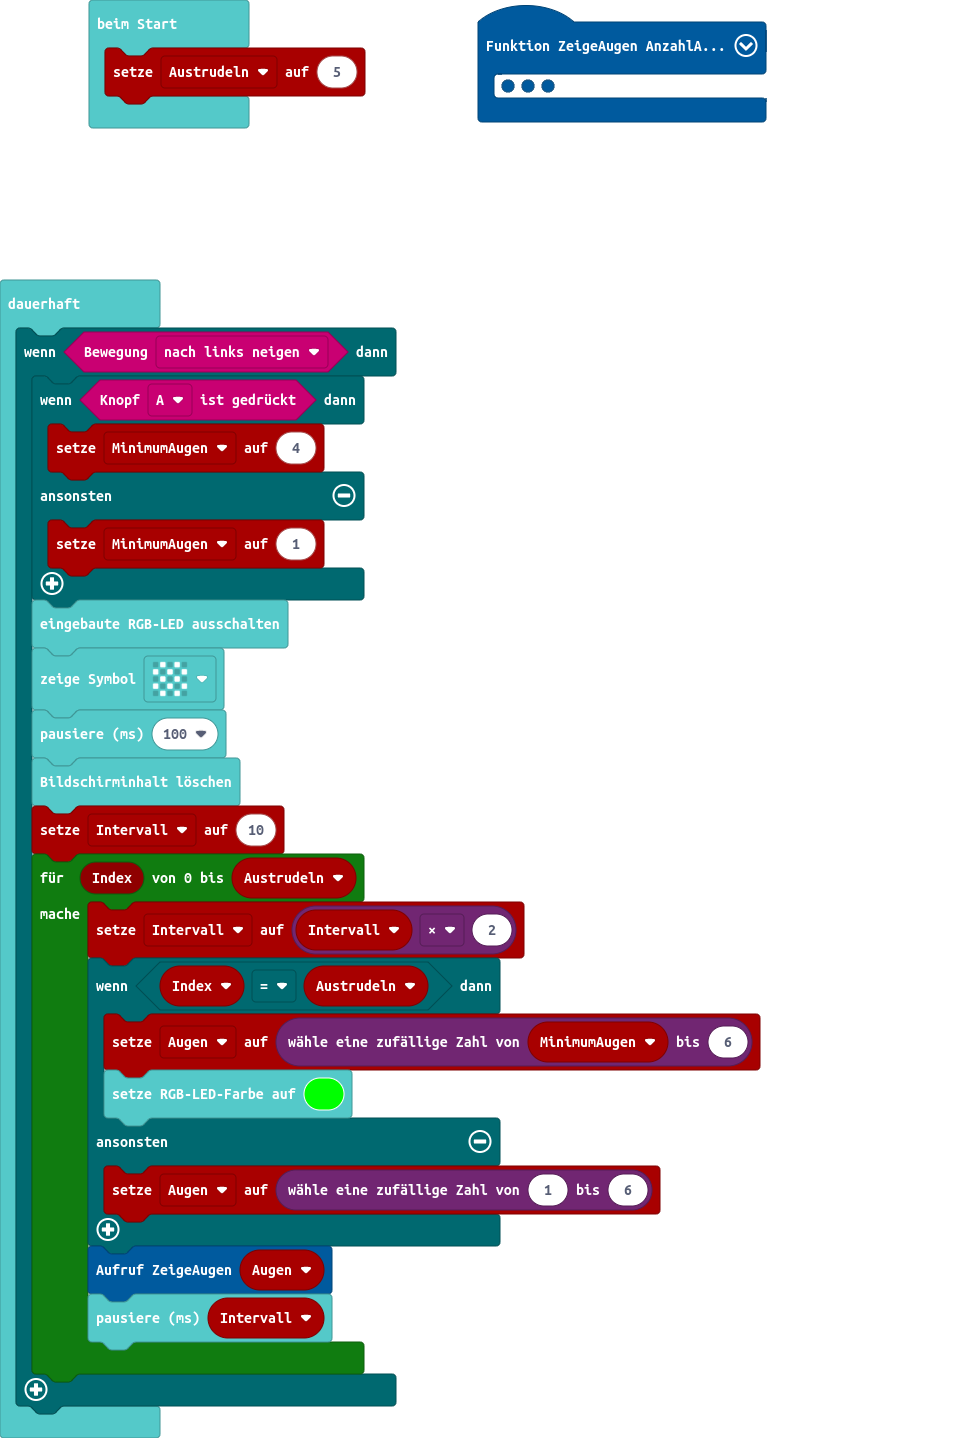 beim Start
setze Austrudeln auf 5
Funktion ZeigeAugen AnzahlA...
dauerhaft
wenn Bewegung nach links neigen dann
wenn Knopf A ist gedrückt dann
setze MinimumAugen auf 4
ansonsten
setze MinimumAugen auf 1
eingebaute RGB-LED ausschalten
zeige Symbol
pausiere (ms) 100
Bildschirminhalt löschen
setze Intervall auf 10
für Index von 0 bis Austrudeln
mache
setze Intervall auf Intervall × 2
wenn Index = Austrudeln dann
setze Augen auf wähle eine zufällige Zahl von MinimumAugen bis 6
setze RGB-LED-Farbe auf
ansonsten
setze Augen auf wähle eine zufällige Zahl von 1 bis 6
Aufruf ZeigeAugen Augen
pausiere (ms) Intervall